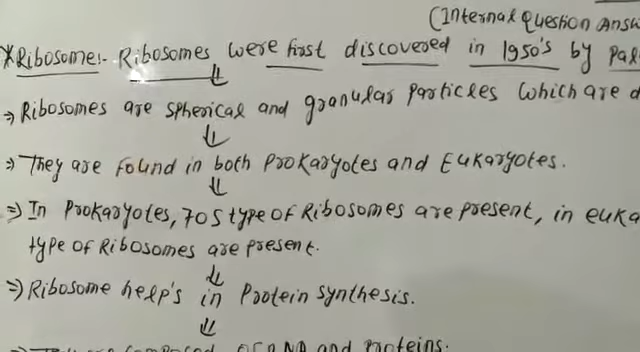 (Internal Question Answ
*Ribosome:- Ribosomes were first discovered in 1950's by Pal
⇒ Ribosomes are spherical and granular particles which are d
⇒ They are found in both Prokaryotes and Eukaryotes.
⇒ In Prokaryotes, 70S type of Ribosomes are present, in euka
type of Ribosomes are present.
⇒ Ribosome help's in Protein synthesis.
and Proteins.